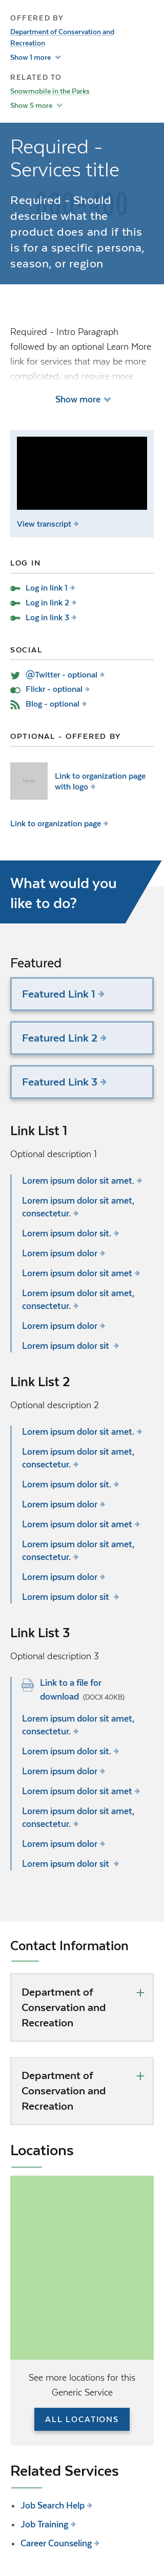 OFFERED BY
Department of Conservation and
Recreation
Show 1 more
RELATED TO
Snowmobile in the Parks
Show 5 more
Required -
Services title
Required - Should
describe what the
product does and if this
is for a specific persona,
season, or region
Required - Intro Paragraph
followed by an optional Learn More
link for services that may be more
complicated, and require more
Show more
View transcript
LOG IN
Log in link 1
Log in link 2
Log in link 3
SOCIAL
@Twitter - optional
Flickr - optional
Blog - optional
OPTIONAL - OFFERED BY
Link to organization page
with logo
Link to organization page
What would you
like to do?
Featured
Featured Link 1
Featured Link 2
Featured Link 3
Link List 1
Optional description 1
Lorem ipsum dolor sit amet.
Lorem ipsum dolor sit amet,
consectetur.
Lorem ipsum dolor sit.
Lorem ipsum dolor
Lorem ipsum dolor sit amet
Lorem ipsum dolor sit amet,
consectetur.
Lorem ipsum dolor
Lorem ipsum dolor sit
Link List 2
Optional description 2
Lorem ipsum dolor sit amet.
Lorem ipsum dolor sit amet,
consectetur.
Lorem ipsum dolor sit.
Lorem ipsum dolor
Lorem ipsum dolor sit amet
Lorem ipsum dolor sit amet,
consectetur.
Lorem ipsum dolor
Lorem ipsum dolor sit
Link List 3
Optional description 3
Link to a file for
download (DOCX 40KB)
Lorem ipsum dolor sit amet,
consectetur.
Lorem ipsum dolor sit.
Lorem ipsum dolor
Lorem ipsum dolor sit amet
Lorem ipsum dolor sit amet,
consectetur.
Lorem ipsum dolor
Lorem ipsum dolor sit
Contact Information
Department of
Conservation and
Recreation
Department of
Conservation and
Recreation
Locations
See more locations for this
Generic Service
ALL LOCATIONS
Related Services
Job Search Help
Job Training
Career Counseling